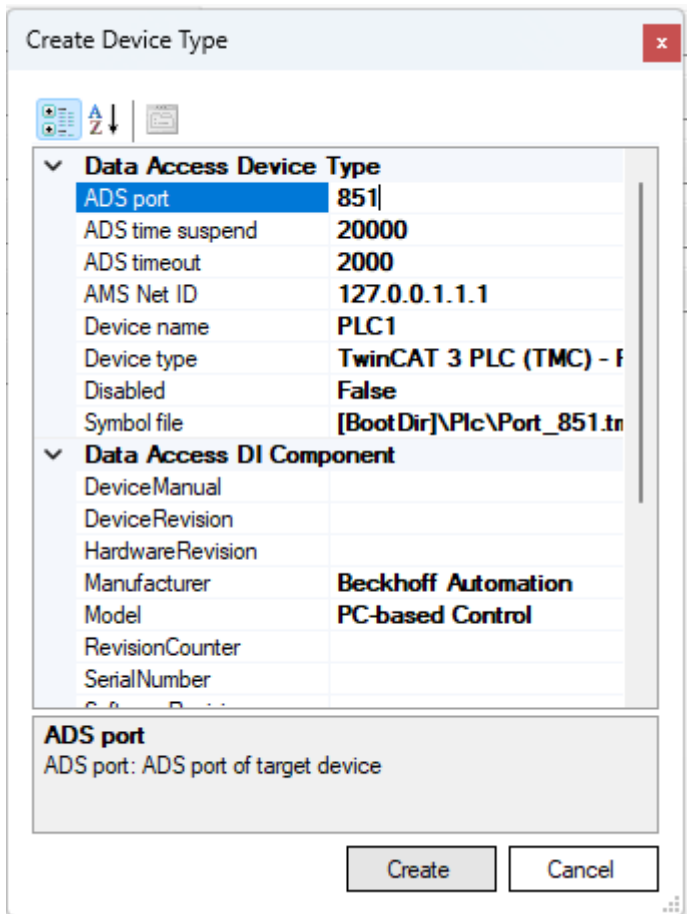 Create Device Type
x
A
Z
Data Access Device Type
ADS port 851
ADS time suspend 20000
ADS timeout 2000
AMS Net ID 127.0.0.1.1.1
Device name PLC1
Device type TwinCAT 3 PLC (TMC) -
Disabled False
Symbol file [BootDir]\Plc\Port_851.tm
Data Access DI Component
DeviceManual
DeviceRevision
HardwareRevision
Manufacturer Beckhoff Automation
Model PC-based Control
RevisionCounter
SerialNumber
ADS port
ADS port: ADS port of target device
Create Cancel